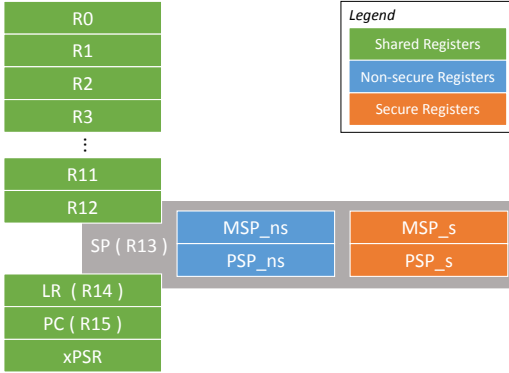 R0
R1
R2
R3
⋮
R11
R12
SP ( R13 )
MSP_ns
MSP_s
PSP_ns
PSP_s
LR ( R14 )
PC ( R15 )
xPSR
Legend
Shared Registers
Non-secure Registers
Secure Registers